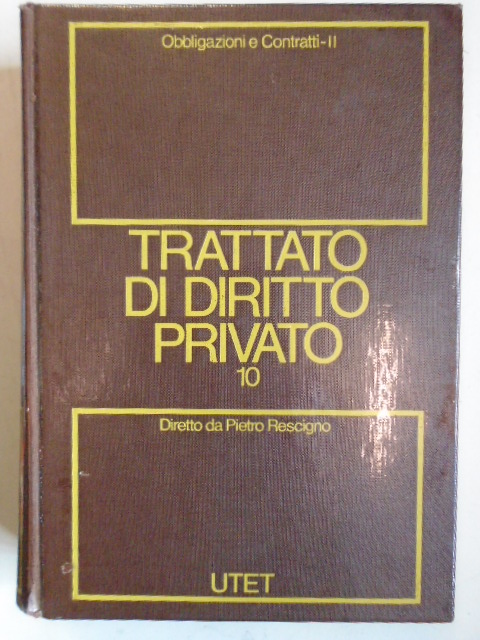 Obbligazioni e Contratti-II
TRATTATO
DI DIRITTO
PRIVATO
10
Diretto da Pietro Rescigno
UTET